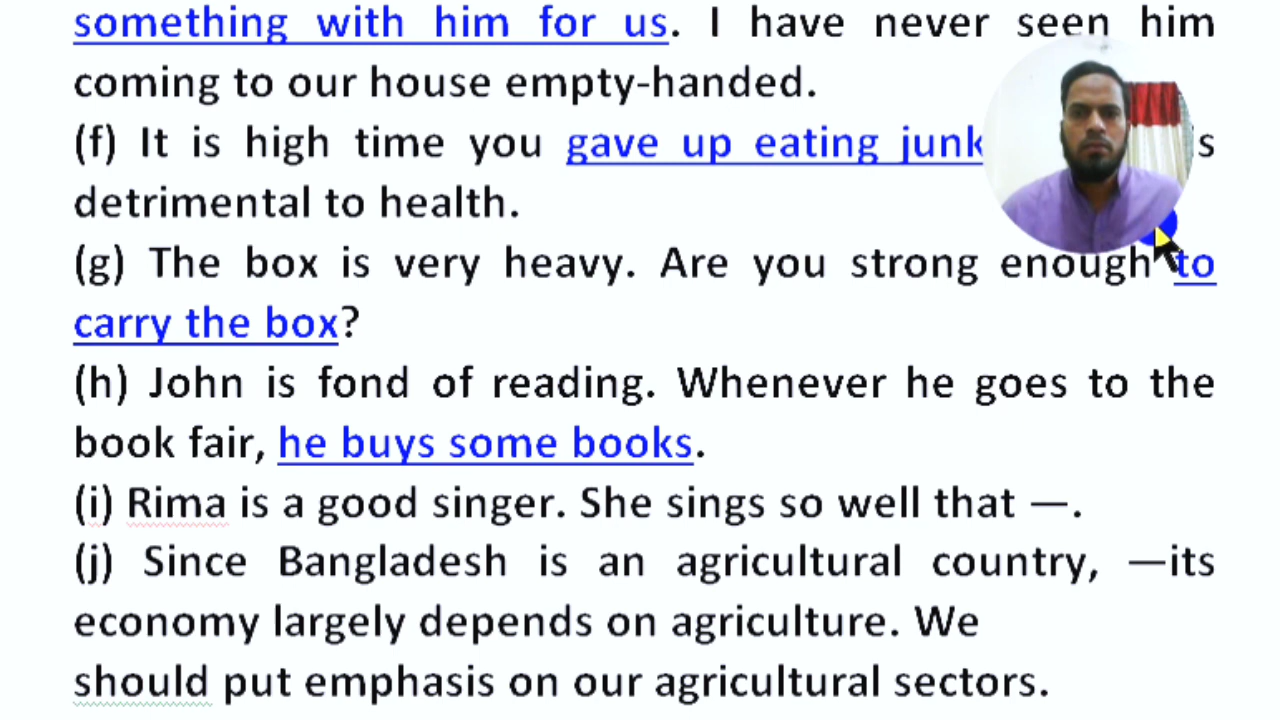 something with him for us. I have never seen him
coming to our house empty-handed.
(f) It is high time you gave up eating junk s
detrimental to health.
(g) The box is very heavy. Are you strong enough to
carry the box?
(h) John is fond of reading. Whenever he goes to the
book fair, he buys some books.
(i) Rima is a good singer. She sings so well that —.
(j) Since Bangladesh is an agricultural country, —its
economy largely depends on agriculture. We
should put emphasis on our agricultural sectors.